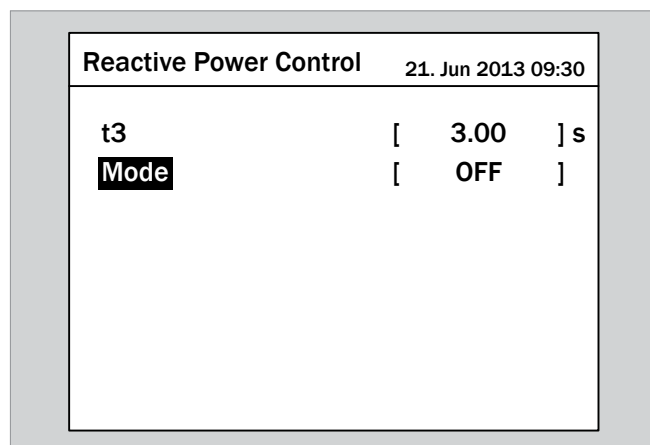 Reactive Power Control 21. Jun 2013 09:30
t3 [ 3.00 ] s
Mode [ OFF ]